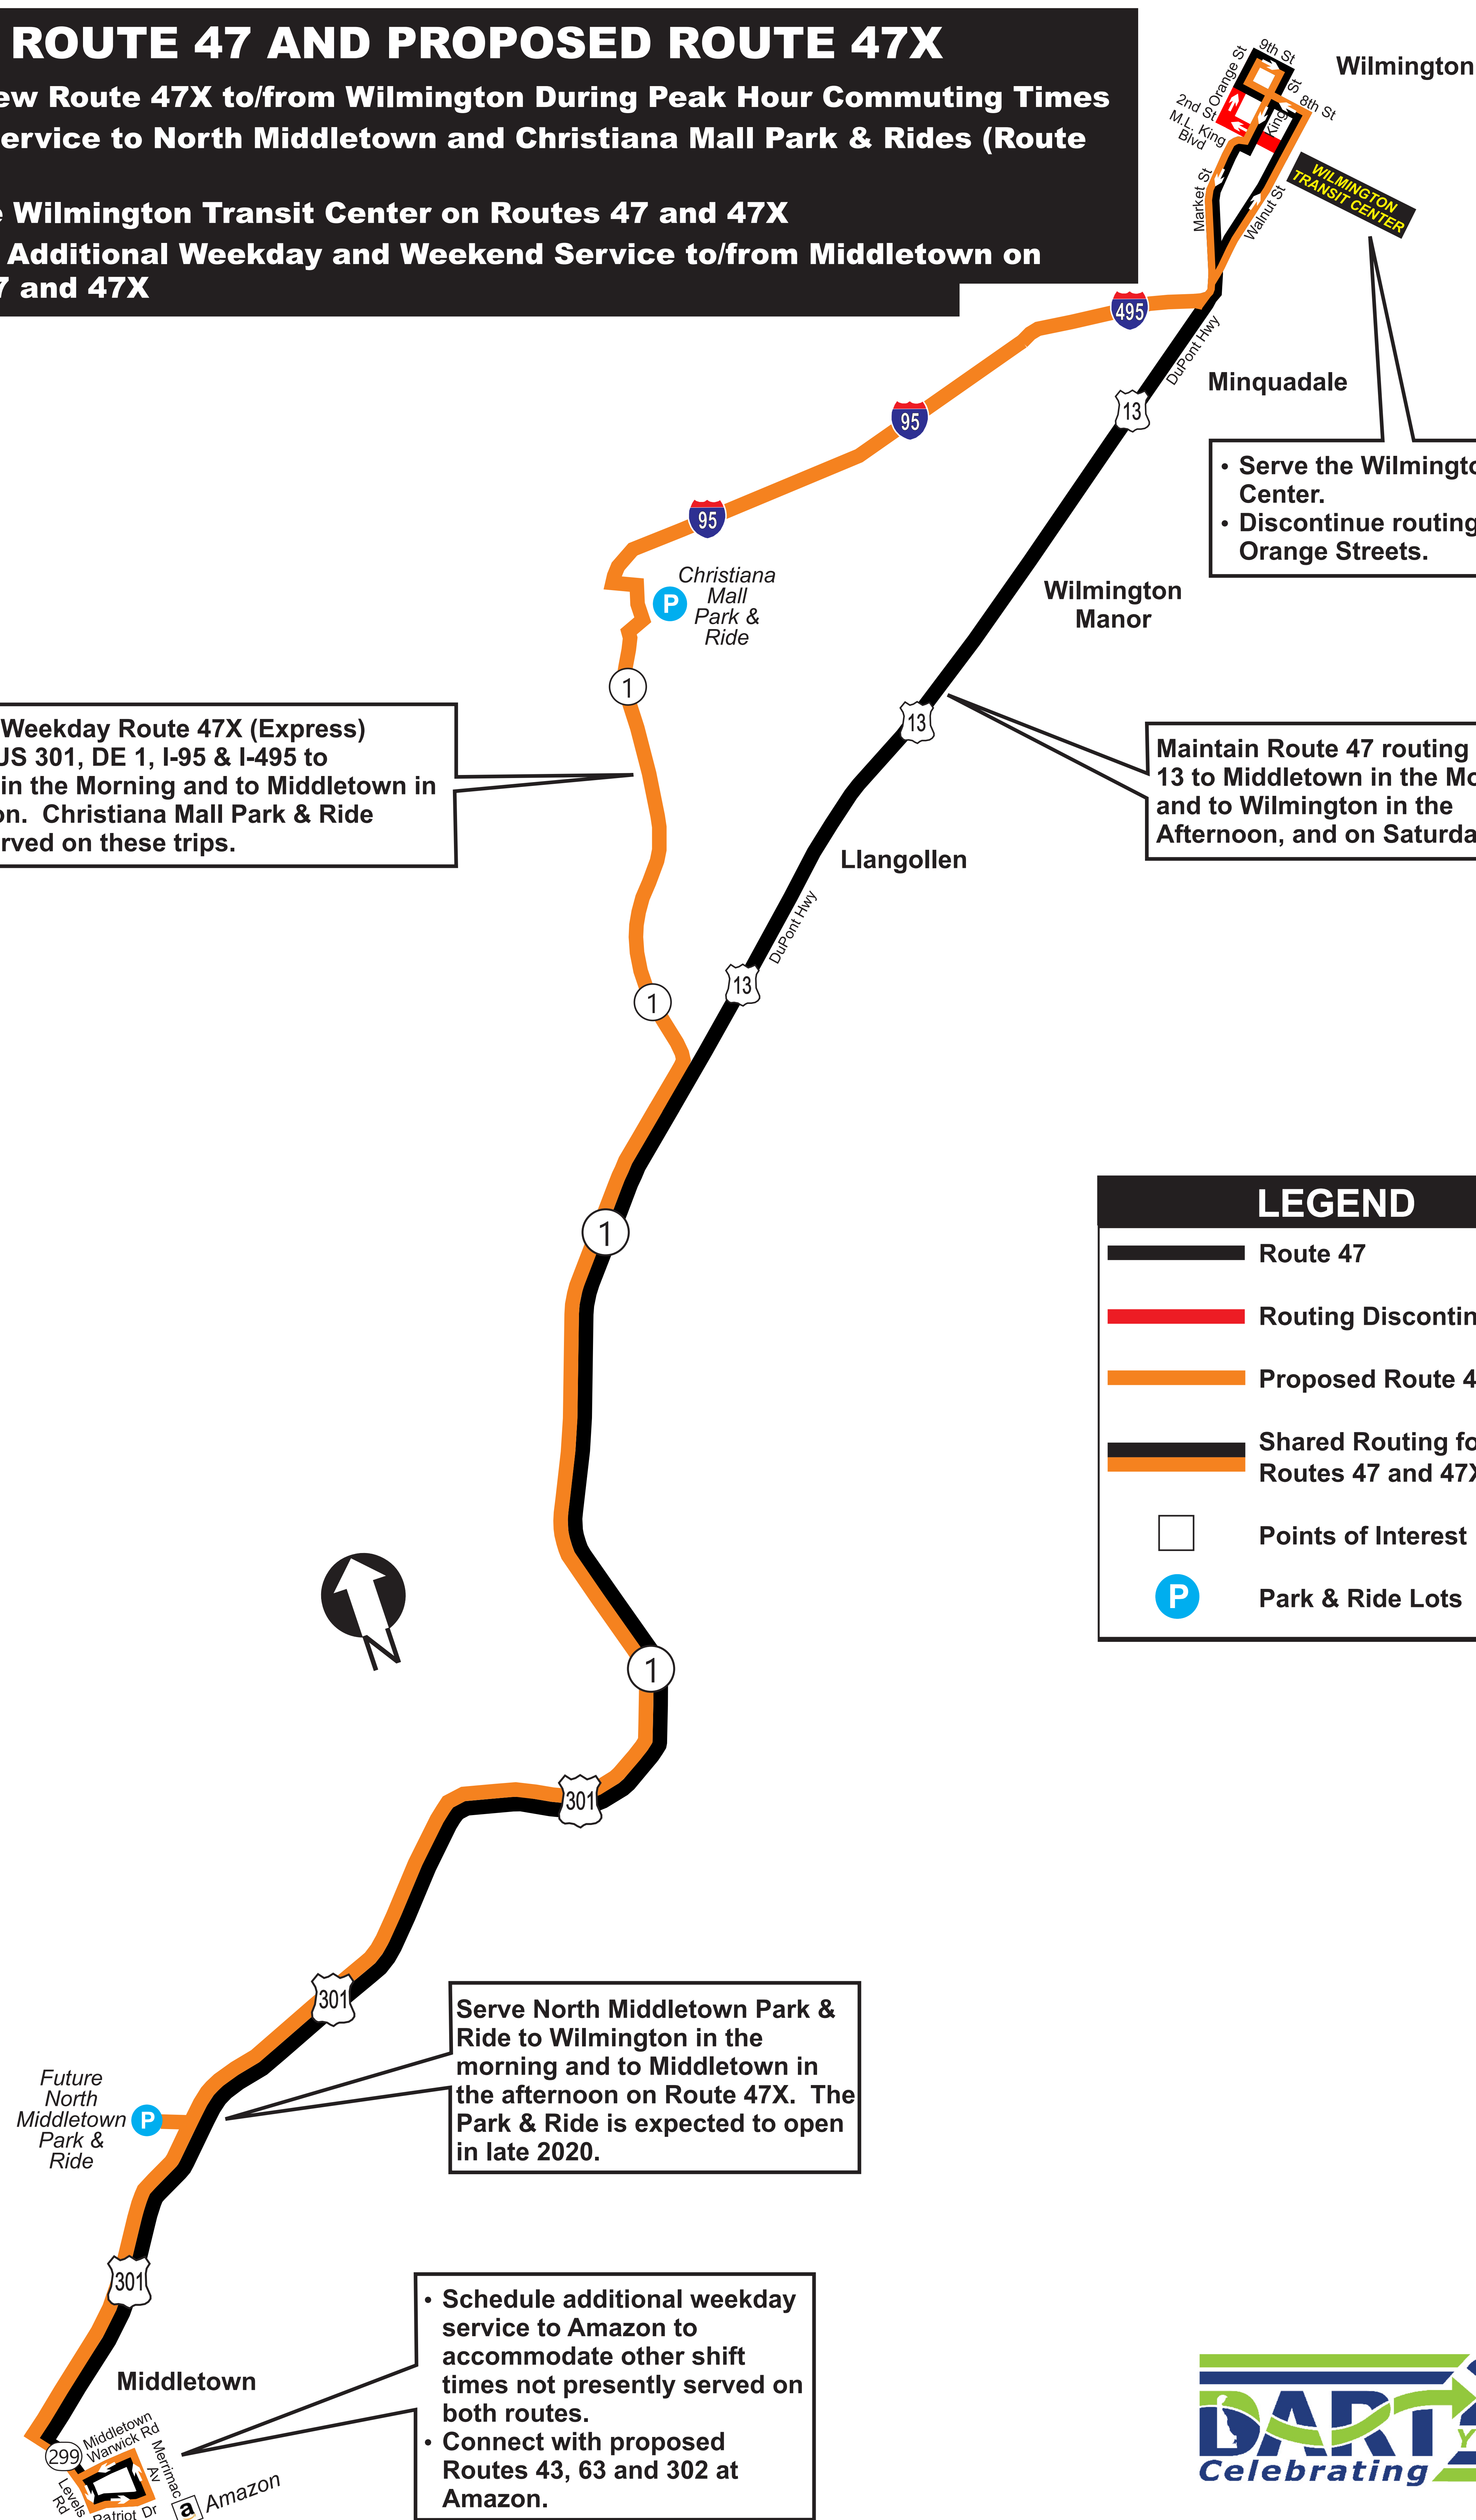 ROUTE 47 AND PROPOSED ROUTE 47X
ew Route 47X to/from Wilmington During Peak Hour Commuting Times
ervice to North Middletown and Christiana Mall Park & Rides (Route
e Wilmington Transit Center on Routes 47 and 47X
Additional Weekday and Weekend Service to/from Middletown on
7 and 47X
Wilmington
9th St
Orange St
King St
8th St
2nd St
M.L. King
Blvd
Market St
Walnut St
WILMINGTON
TRANSIT CENTER
495
DuPont Hwy
Minquadale
13
95
• Serve the Wilmingto
Center.
• Discontinue routing
Orange Streets.
95
Christiana
Mall
Park &
Ride
P
Wilmington
Manor
1
13
Weekday Route 47X (Express)
US 301, DE 1, I-95 & I-495 to
in the Morning and to Middletown in
on. Christiana Mall Park & Ride
rved on these trips.
Maintain Route 47 routing
13 to Middletown in the Mo
and to Wilmington in the
Afternoon, and on Saturda
Llangollen
DuPont Hwy
13
1
LEGEND
Route 47
Routing Discontin
Proposed Route 4
Shared Routing fo
Routes 47 and 47X
Points of Interest
P
Park & Ride Lots
1
N
1
301
301
Serve North Middletown Park &
Ride to Wilmington in the
morning and to Middletown in
the afternoon on Route 47X. The
Park & Ride is expected to open
in late 2020.
Future
North
Middletown
Park &
Ride
P
301
• Schedule additional weekday
service to Amazon to
accommodate other shift
times not presently served on
both routes.
• Connect with proposed
Routes 43, 63 and 302 at
Amazon.
Middletown
299
Middletown
Warwick Rd
Merrimac
Av
Levels
Rd
Patriot Dr
a
Amazon
DART
Y
Celebrating